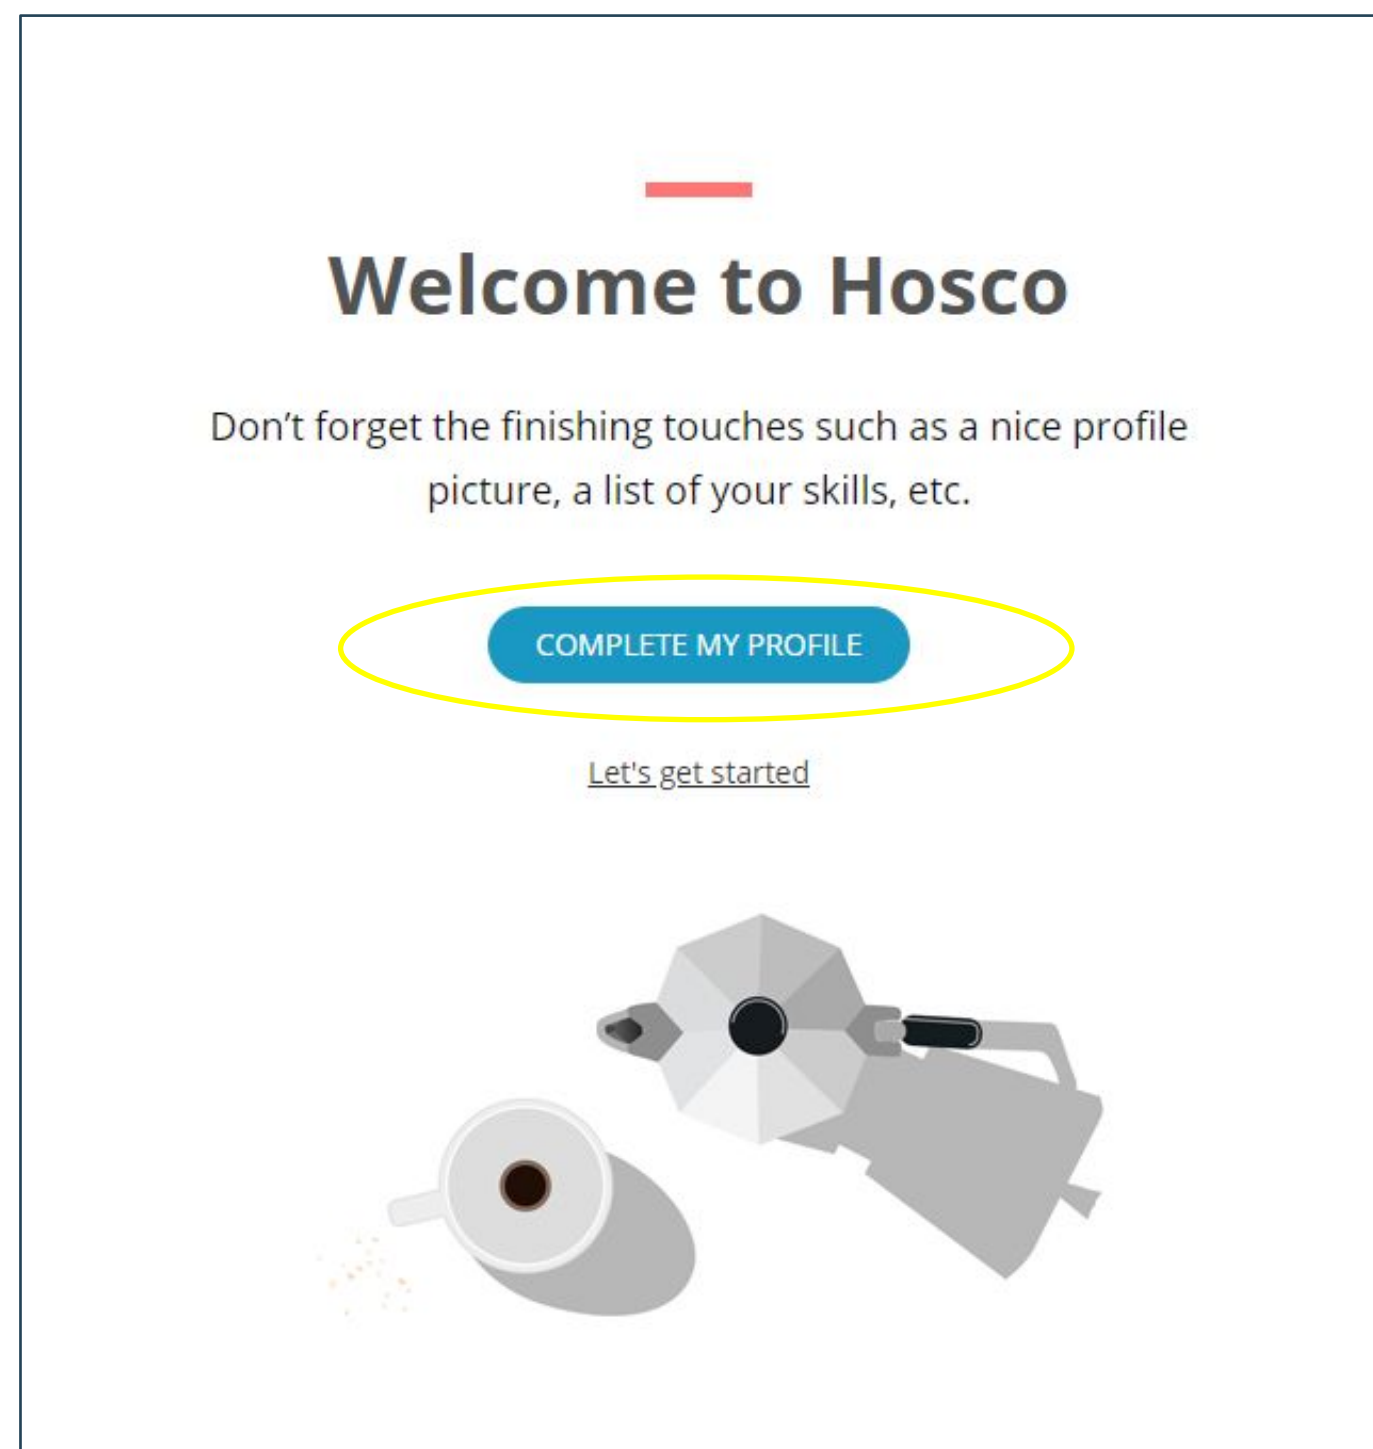 Welcome to Hosco
Don’t forget the finishing touches such as a nice profile
picture, a list of your skills, etc.
COMPLETE MY PROFILE
Let's get started